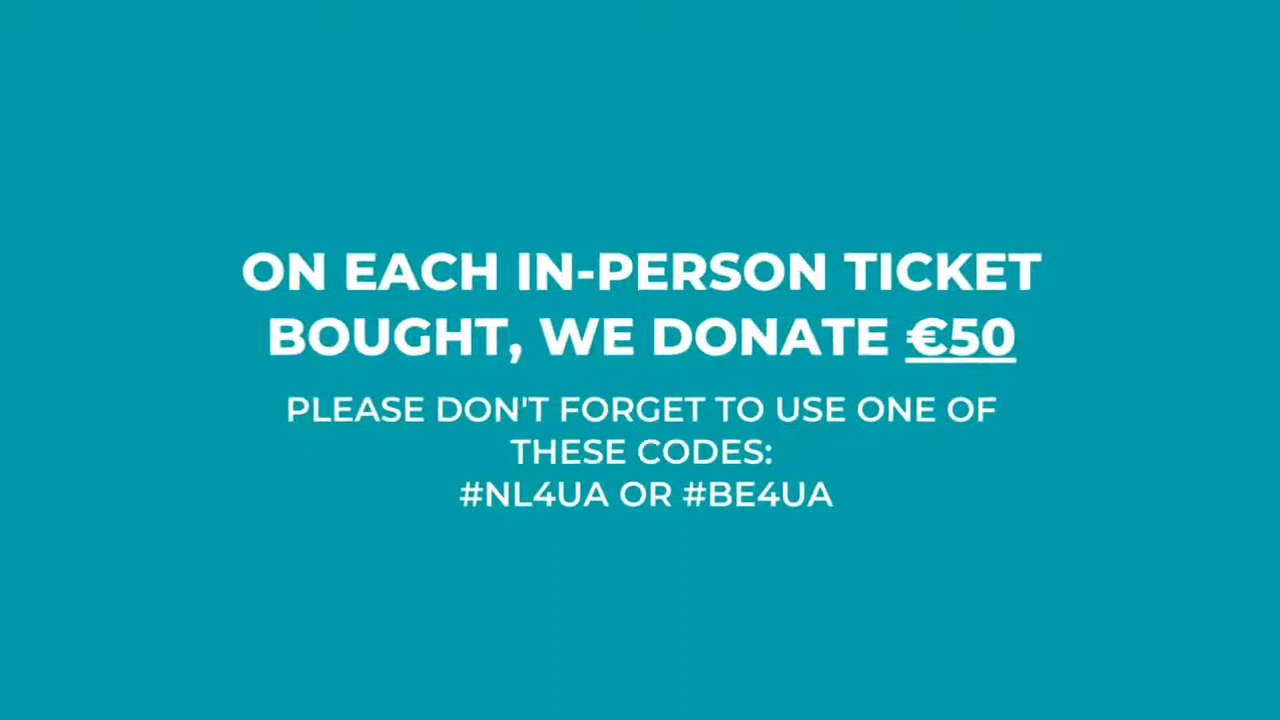 ON EACH IN-PERSON TICKET
BOUGHT, WE DONATE €50
PLEASE DON'T FORGET TO USE ONE OF
THESE CODES:
#NL4UA OR #BE4UA